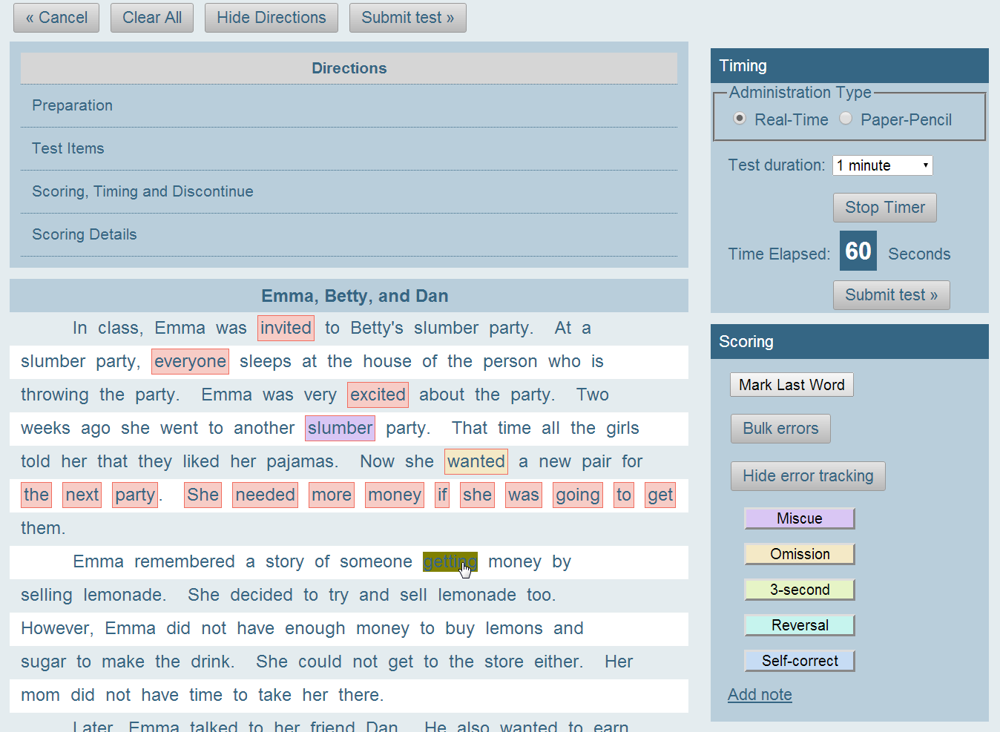 « Cancel
Clear All
Hide Directions
Submit test »
Directions
Preparation
Test Items
Scoring, Timing and Discontinue
Scoring Details
Emma, Betty, and Dan
In class, Emma was invited to Betty's slumber party. At a
slumber party, everyone sleeps at the house of the person who is
throwing the party. Emma was very excited about the party. Two
weeks ago she went to another slumber party. That time all the girls
told her that they liked her pajamas. Now she wanted a new pair for
the next party. She needed more money if she was going to get
them.
Emma remembered a story of someone getting money by
selling lemonade. She decided to try and sell lemonade too.
However, Emma did not have enough money to buy lemons and
sugar to make the drink. She could not get to the store either. Her
mom did not have time to take her there.
Later, Emma talked to her friend Dan. He also wanted to earn
Timing
Administration Type
Real-Time
Paper-Pencil
Test duration: 1 minute
Stop Timer
Time Elapsed: 60 Seconds
Submit test »
Scoring
Mark Last Word
Bulk errors
Hide error tracking
Miscue
Omission
3-second
Reversal
Self-correct
Add note